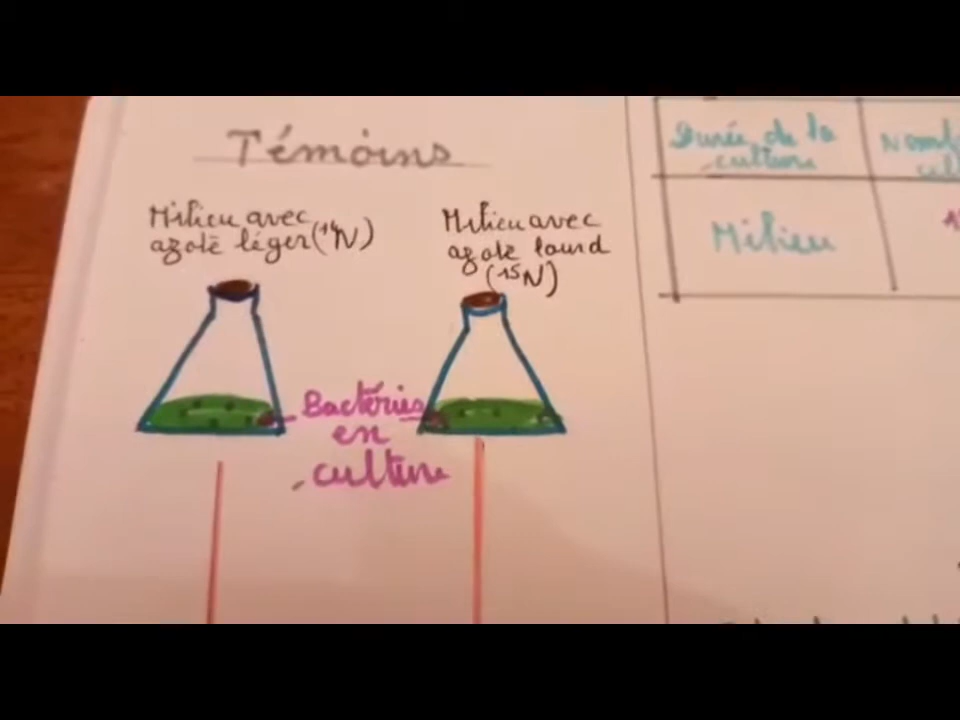 Témoins
Milieu avec
azote léger (¹⁴N)
Milieu avec
azote lourd
(¹⁵N)
Bactéries
en
culture
Durée de la
culture
Milieu